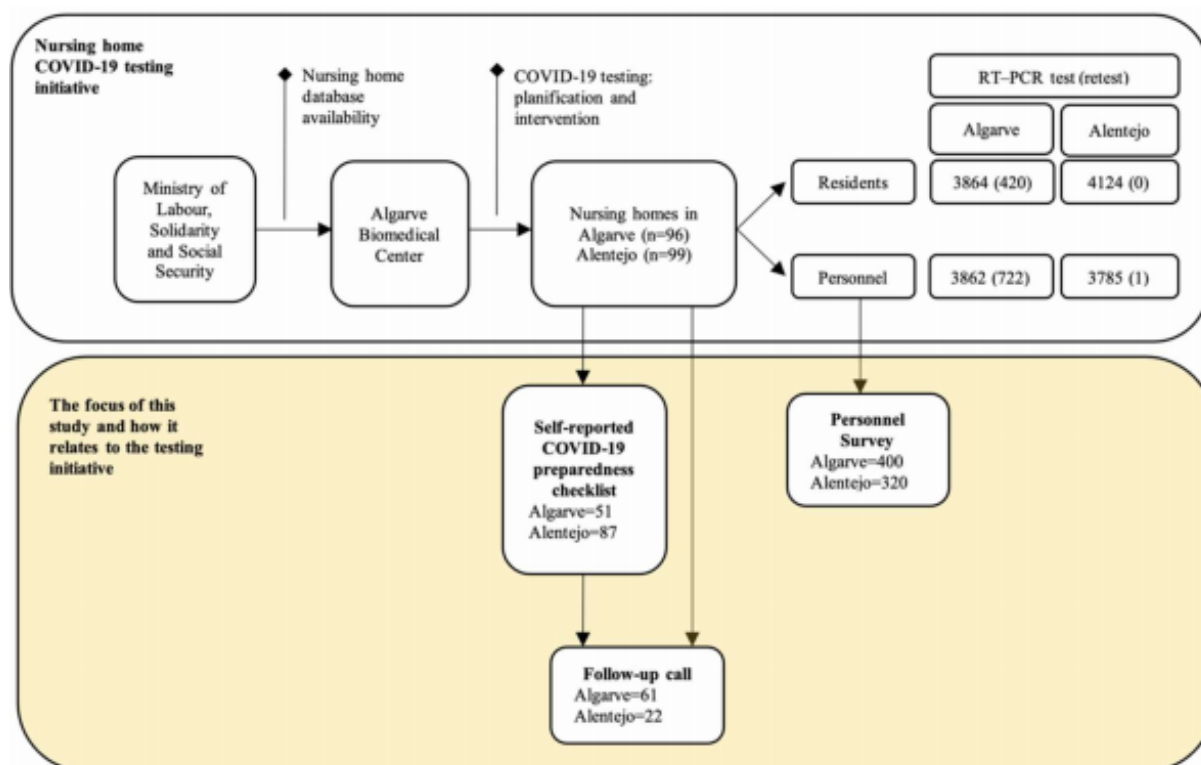 Nursing home
COVID-19 testing
initiative
Nursing home
database
availability
COVID-19 testing:
planification and
intervention
RT–PCR test (retest)
Algarve
Alentejo
Ministry of
Labour,
Solidarity
and Social
Security
Algarve
Biomedical
Center
Nursing homes in
Algarve (n=96)
Alentejo (n=99)
Residents
3864 (420)
4124 (0)
Personnel
3862 (722)
3785 (1)
The focus of this
study and how it
relates to the testing
initiative
Self-reported
COVID-19
preparedness
checklist
Algarve=51
Alentejo=87
Personnel
Survey
Algarve=400
Alentejo=320
Follow-up call
Algarve=61
Alentejo=22